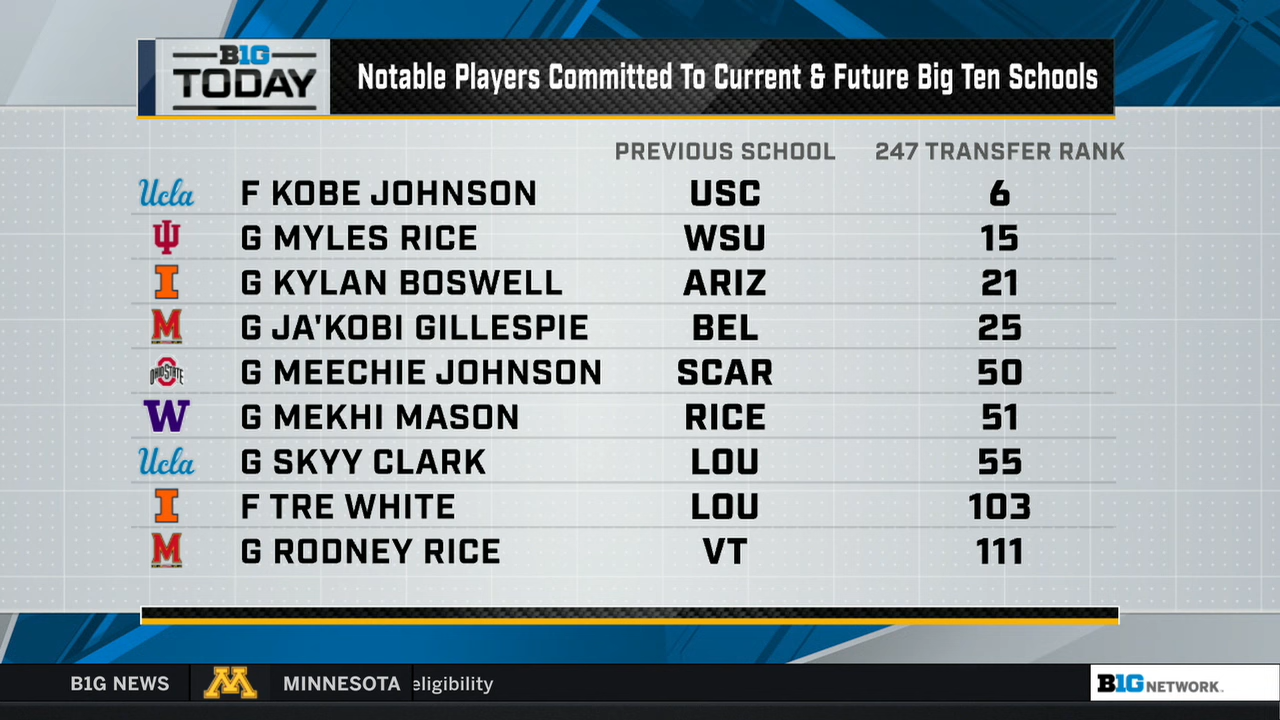 B1G TODAY Notable Players Committed To Current & Future Big Ten Schools
PREVIOUS SCHOOL 247 TRANSFER RANK
Ucla F KOBE JOHNSON USC 6
G MYLES RICE WSU 15
I G KYLAN BOSWELL ARIZ 21
M G JA'KOBI GILLESPIE BEL 25
OHIO STATE G MEECHIE JOHNSON SCAR 50
W G MEKHI MASON RICE 51
Ucla G SKYY CLARK LOU 55
I F TRE WHITE LOU 103
M G RODNEY RICE VT 111
B1G NEWS M MINNESOTA eligibility B1G NETWORK